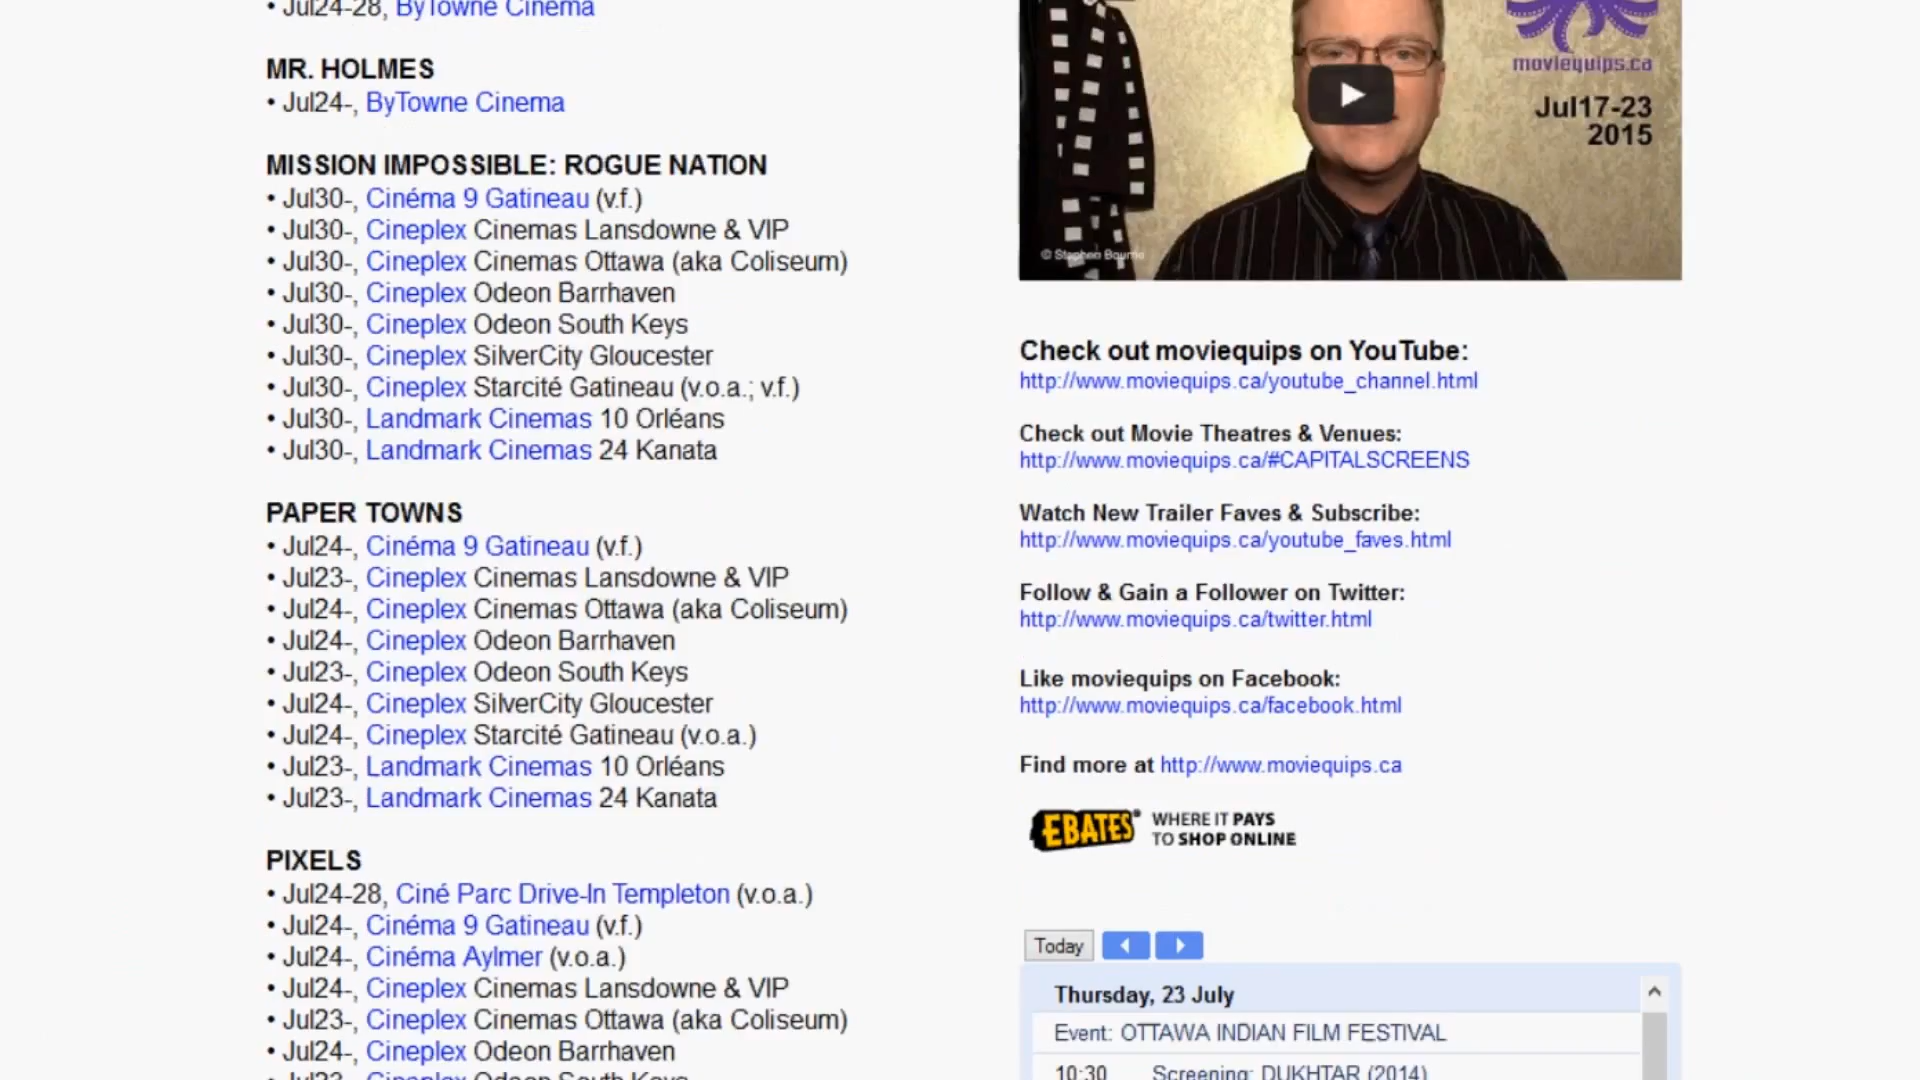 • Jul24-28, ByTowne Cinema
MR. HOLMES
• Jul24-, ByTowne Cinema
MISSION IMPOSSIBLE: ROGUE NATION
• Jul30-, Cinéma 9 Gatineau (v.f.)
• Jul30-, Cineplex Cinemas Lansdowne & VIP
• Jul30-, Cineplex Cinemas Ottawa (aka Coliseum)
• Jul30-, Cineplex Odeon Barrhaven
• Jul30-, Cineplex Odeon South Keys
• Jul30-, Cineplex SilverCity Gloucester
• Jul30-, Cineplex Starcité Gatineau (v.o.a.; v.f.)
• Jul30-, Landmark Cinemas 10 Orléans
• Jul30-, Landmark Cinemas 24 Kanata
PAPER TOWNS
• Jul24-, Cinéma 9 Gatineau (v.f.)
• Jul23-, Cineplex Cinemas Lansdowne & VIP
• Jul24-, Cineplex Cinemas Ottawa (aka Coliseum)
• Jul24-, Cineplex Odeon Barrhaven
• Jul23-, Cineplex Odeon South Keys
• Jul24-, Cineplex SilverCity Gloucester
• Jul24-, Cineplex Starcité Gatineau (v.o.a.)
• Jul23-, Landmark Cinemas 10 Orléans
• Jul23-, Landmark Cinemas 24 Kanata
PIXELS
• Jul24-28, Ciné Parc Drive-In Templeton (v.o.a.)
• Jul24-, Cinéma 9 Gatineau (v.f.)
• Jul24-, Cinéma Aylmer (v.o.a.)
• Jul24-, Cineplex Cinemas Lansdowne & VIP
• Jul23-, Cineplex Cinemas Ottawa (aka Coliseum)
• Jul24-, Cineplex Odeon Barrhaven
• Jul23-, Cineplex Odeon South Keys
moviequips.ca
Jul17-23
2015
© Stephen Bourne
Check out moviequips on YouTube:
http://www.moviequips.ca/youtube_channel.html
Check out Movie Theatres & Venues:
http://www.moviequips.ca/#CAPITALSCREENS
Watch New Trailer Faves & Subscribe:
http://www.moviequips.ca/youtube_faves.html
Follow & Gain a Follower on Twitter:
http://www.moviequips.ca/twitter.html
Like moviequips on Facebook:
http://www.moviequips.ca/facebook.html
Find more at http://www.moviequips.ca
EBATES® WHERE IT PAYS
TO SHOP ONLINE
Today
Thursday, 23 July
Event: OTTAWA INDIAN FILM FESTIVAL
10:30 Screening: DUKHTAR (2014)